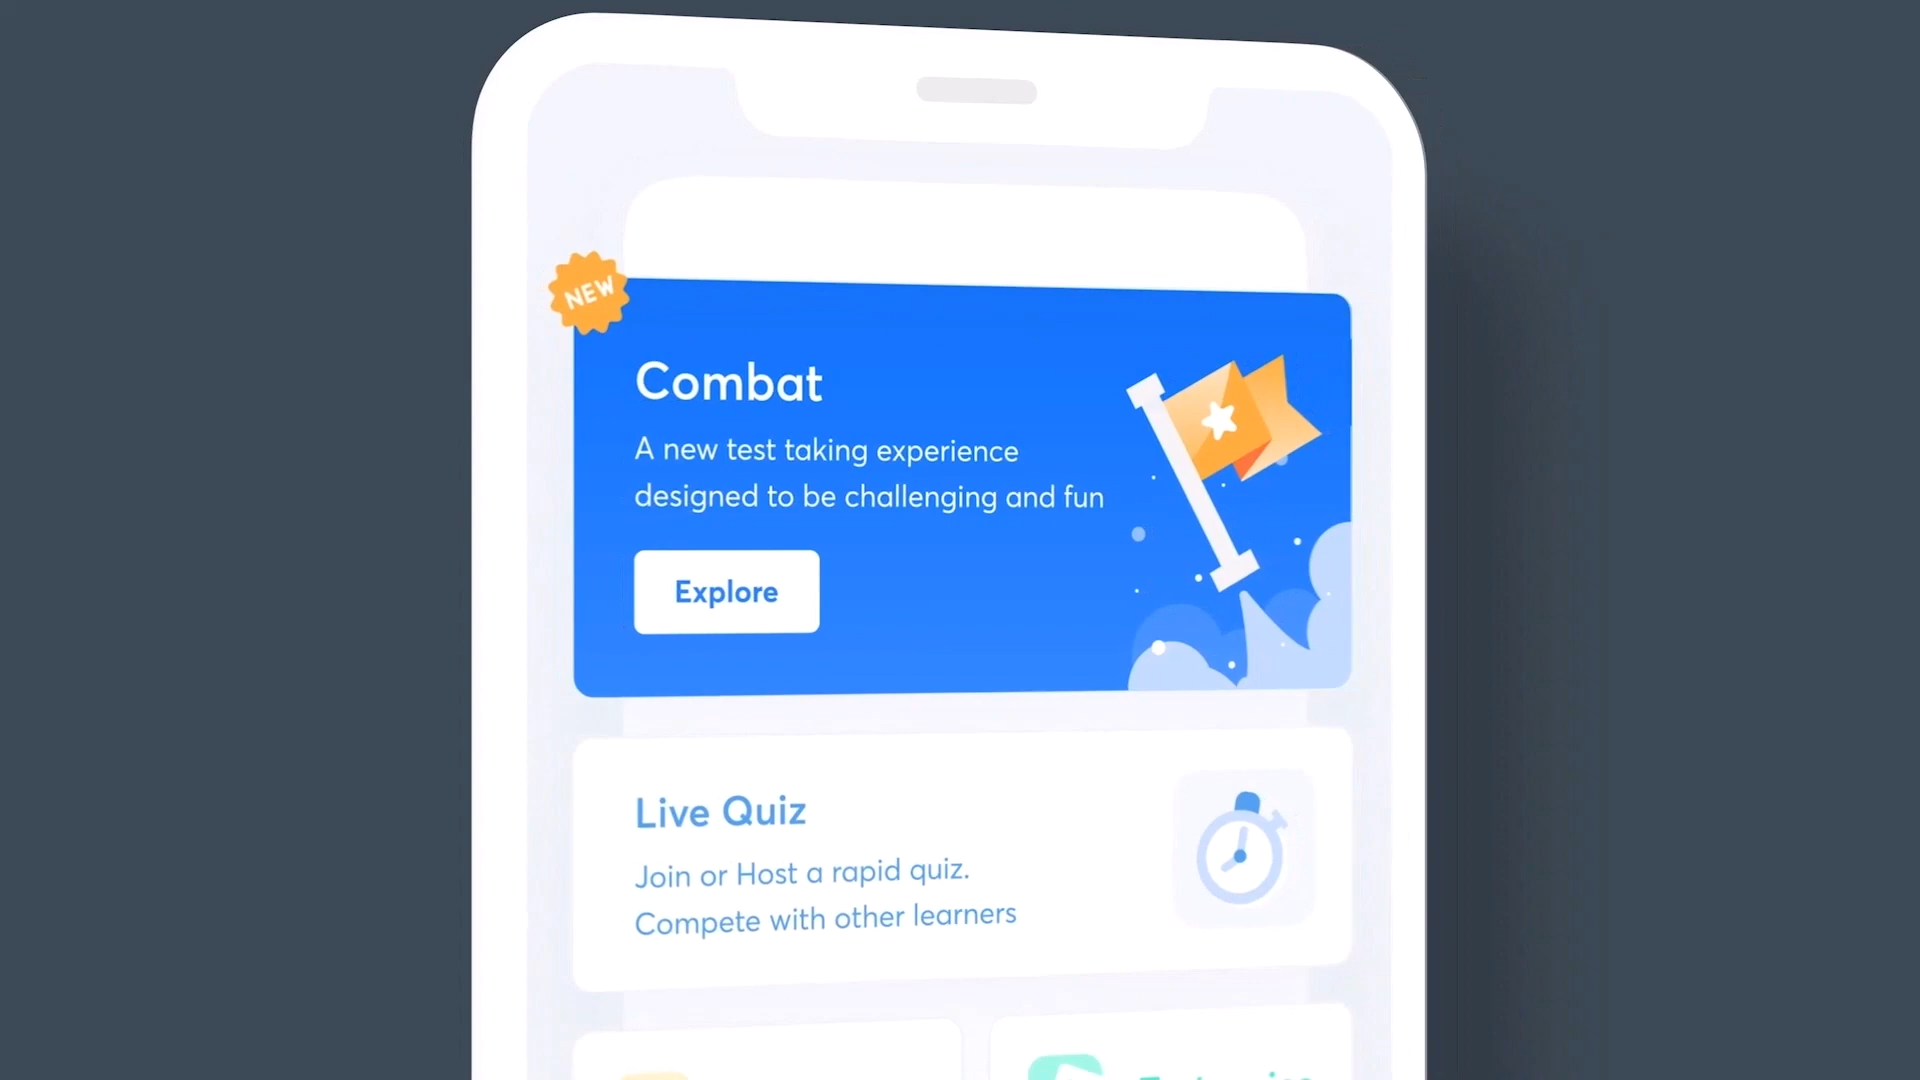 NEW
Combat
A new test taking experience
designed to be challenging and fun
Explore
Live Quiz
Join or Host a rapid quiz.
Compete with other learners